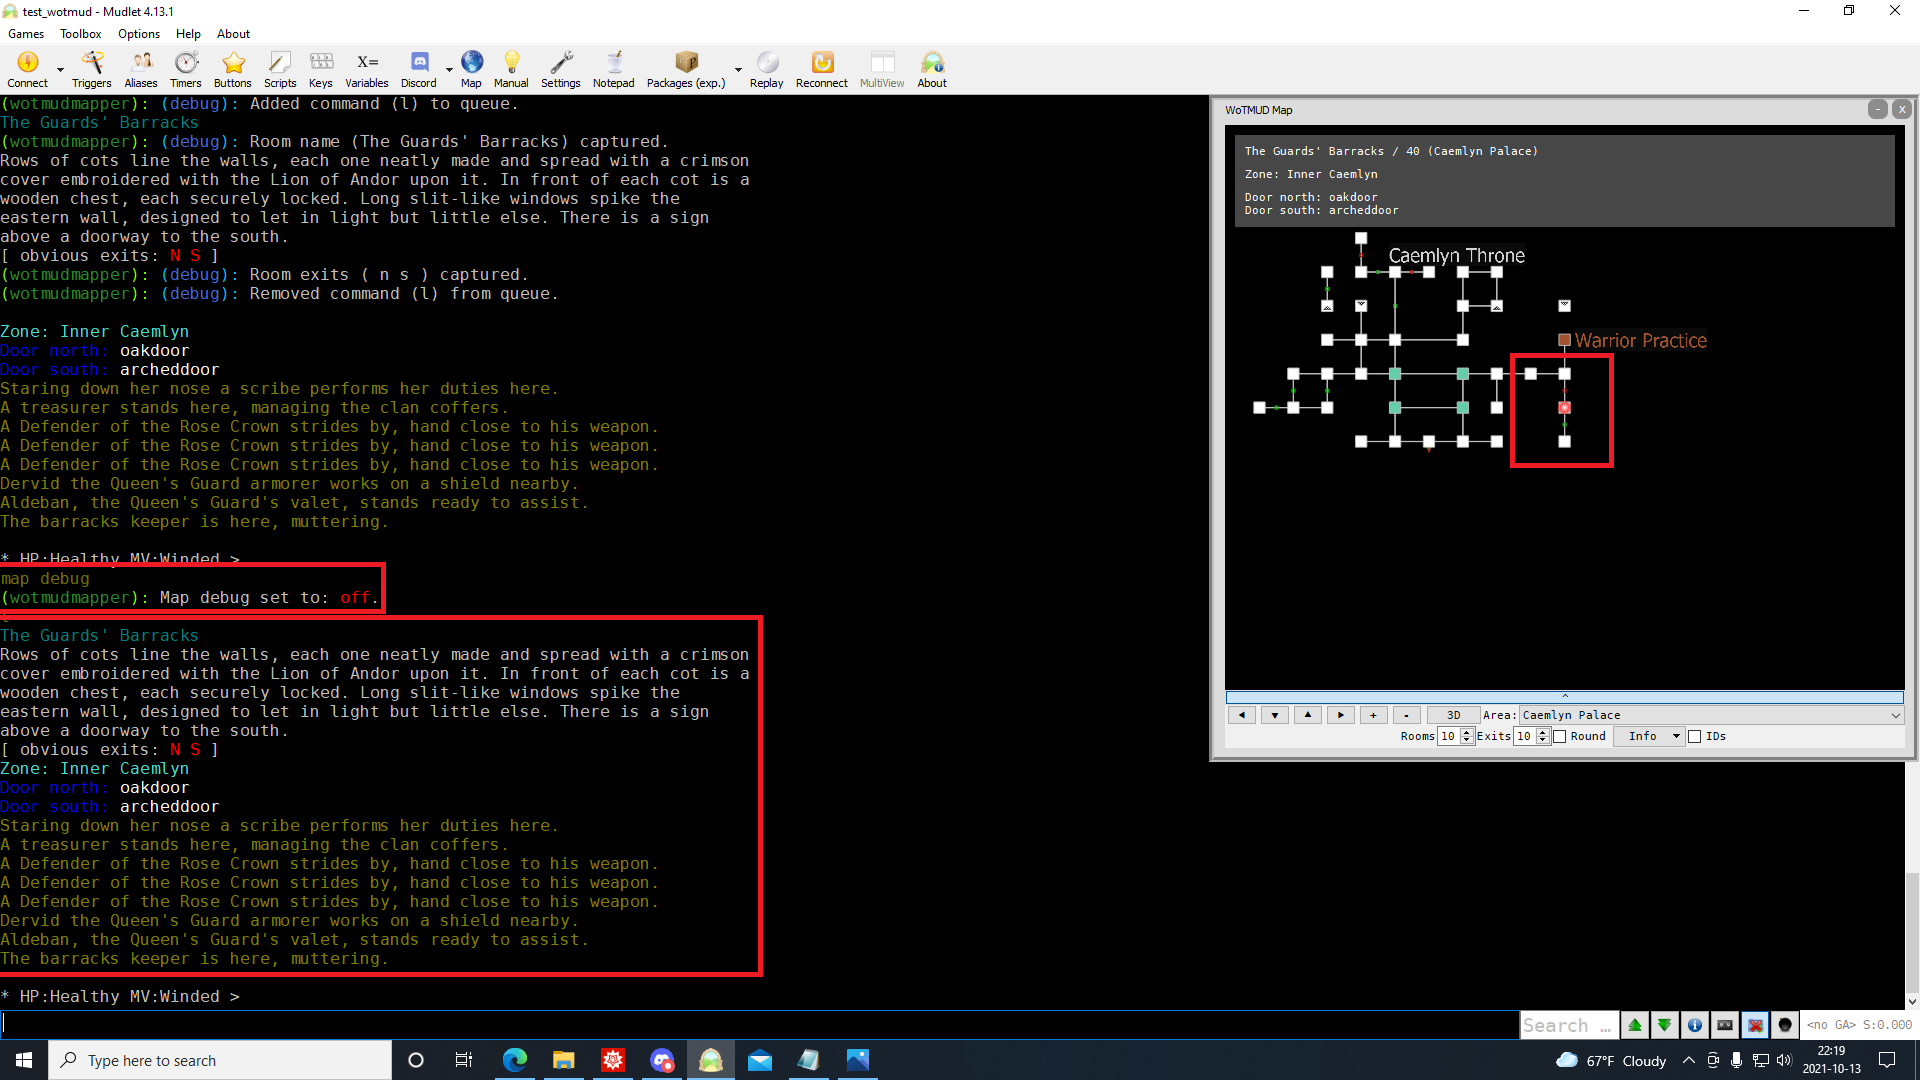 test_wotmud - Mudlet 4.13.1
Games Toolbox Options Help About
Connect Triggers Aliases Timers Buttons Scripts Keys Variables Discord Map Manual Settings Notepad Packages (exp.) Replay Reconnect MultiView About
(wotmudmapper): (debug): Added command (l) to queue.
The Guards' Barracks
(wotmudmapper): (debug): Room name (The Guards' Barracks) captured.
Rows of cots line the walls, each one neatly made and spread with a crimson
cover embroidered with the Lion of Andor upon it. In front of each cot is a
wooden chest, each securely locked. Long slit-like windows spike the
eastern wall, designed to let in light but little else. There is a sign
above a doorway to the south.
[ obvious exits: N S ]
(wotmudmapper): (debug): Room exits ( n s ) captured.
(wotmudmapper): (debug): Removed command (l) from queue.
Zone: Inner Caemlyn
Door north: oakdoor
Door south: archeddoor
Staring down her nose a scribe performs her duties here.
A treasurer stands here, managing the clan coffers.
A Defender of the Rose Crown strides by, hand close to his weapon.
A Defender of the Rose Crown strides by, hand close to his weapon.
A Defender of the Rose Crown strides by, hand close to his weapon.
Dervid the Queen's Guard armorer works on a shield nearby.
Aldeban, the Queen's Guard's valet, stands ready to assist.
The barracks keeper is here, muttering.
* HP:Healthy MV:Winded >
map debug
(wotmudmapper): Map debug set to: off.
The Guards' Barracks
Rows of cots line the walls, each one neatly made and spread with a crimson
cover embroidered with the Lion of Andor upon it. In front of each cot is a
wooden chest, each securely locked. Long slit-like windows spike the
eastern wall, designed to let in light but little else. There is a sign
above a doorway to the south.
[ obvious exits: N S ]
Zone: Inner Caemlyn
Door north: oakdoor
Door south: archeddoor
Staring down her nose a scribe performs her duties here.
A treasurer stands here, managing the clan coffers.
A Defender of the Rose Crown strides by, hand close to his weapon.
A Defender of the Rose Crown strides by, hand close to his weapon.
A Defender of the Rose Crown strides by, hand close to his weapon.
Dervid the Queen's Guard armorer works on a shield nearby.
Aldeban, the Queen's Guard's valet, stands ready to assist.
The barracks keeper is here, muttering.
* HP:Healthy MV:Winded >
WoTMUD Map
The Guards' Barracks / 40 (Caemlyn Palace)
Zone: Inner Caemlyn
Door north: oakdoor
Door south: archeddoor
Caemlyn Throne
Warrior Practice
^
+ - 3D Area: Caemlyn Palace
Rooms 10 Exits 10 Round Info IDs
Search ... <no GA> S:0.000
Type here to search
67°F Cloudy
22:19
2021-10-13